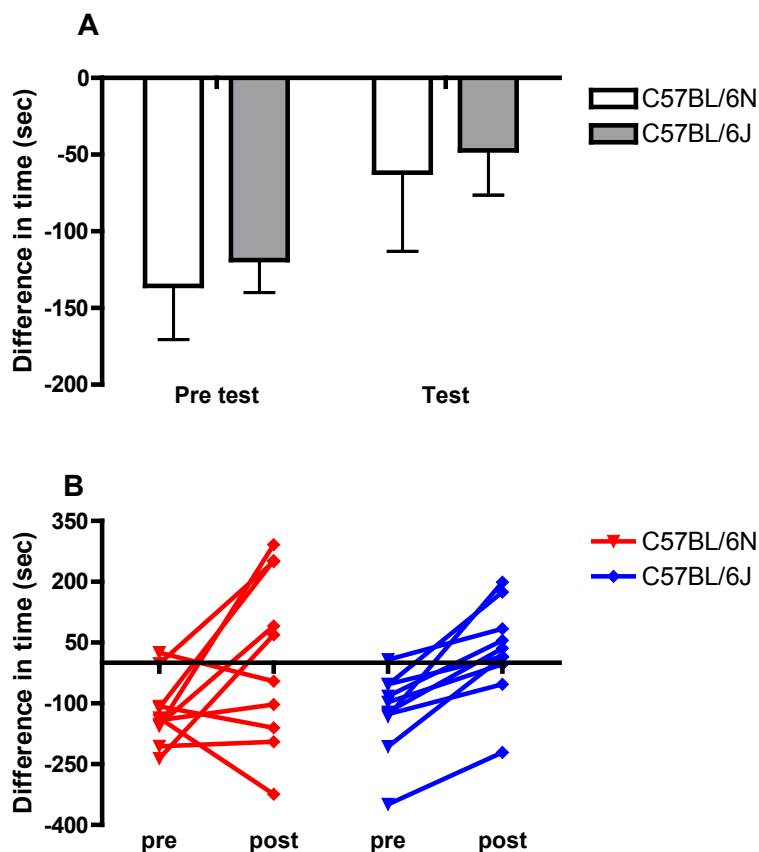 A
Difference in time (sec)
0
-50
-100
-150
-200
Pre test
Test
C57BL/6N
C57BL/6J
B
Difference in time (sec)
350
200
50
-100
-250
-400
pre
post
pre
post
C57BL/6N
C57BL/6J